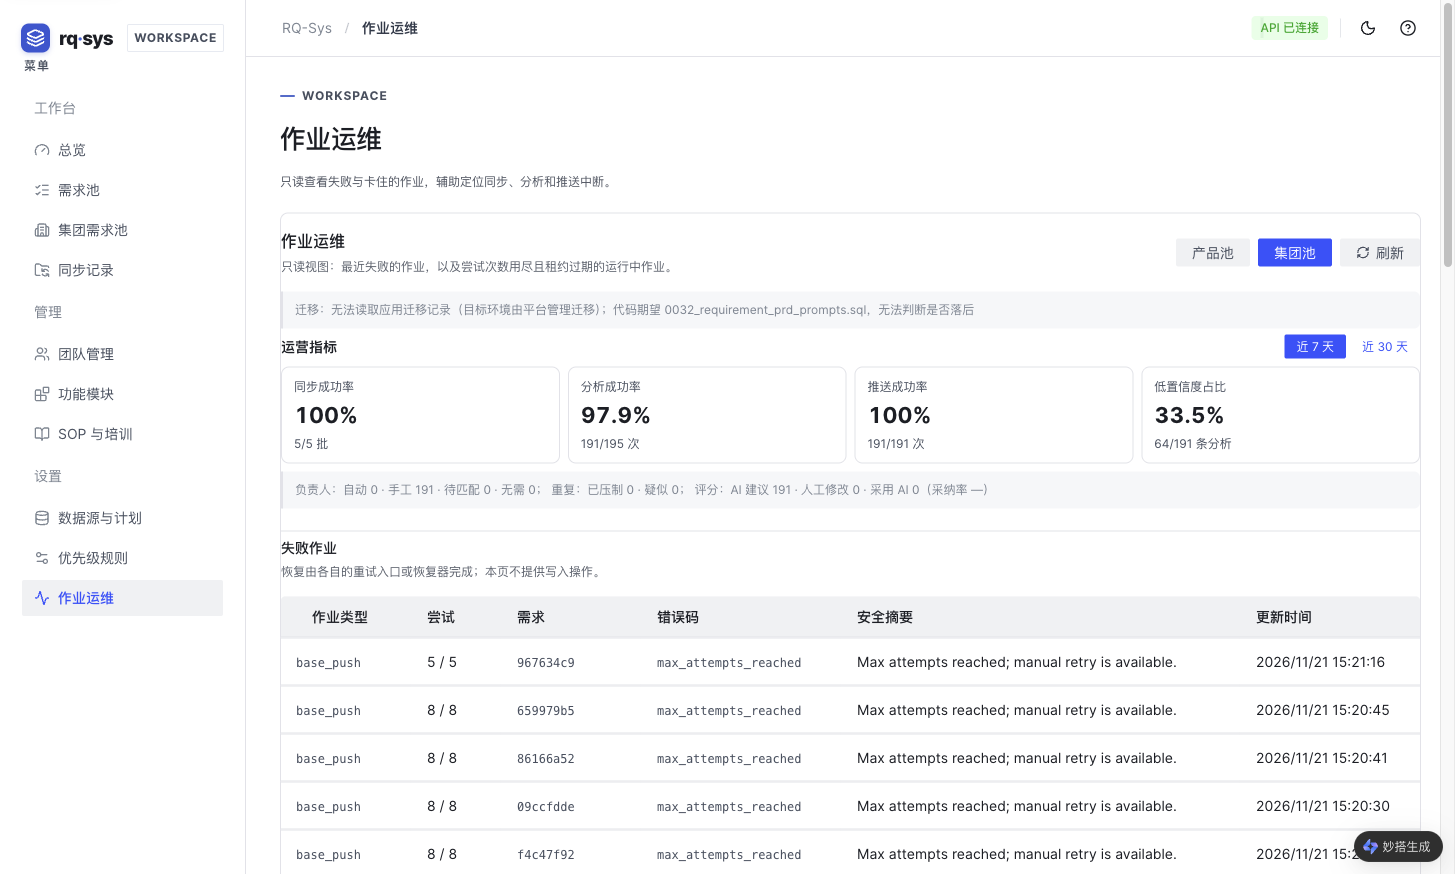 rq·sys WORKSPACE
菜单
工作台
总览
需求池
集团需求池
同步记录
管理
团队管理
功能模块
SOP 与培训
设置
数据源与计划
优先级规则
作业运维
RQ-Sys / 作业运维
API 已连接
WORKSPACE
作业运维
只读查看失败与卡住的作业，辅助定位同步、分析和推送中断。
作业运维
只读视图：最近失败的作业，以及尝试次数用尽且租约过期的运行中作业。
产品池 集团池 刷新
迁移：无法读取应用迁移记录（目标环境由平台管理迁移）；代码期望 0032_requirement_prd_prompts.sql，无法判断是否落后
运营指标
近 7 天 近 30 天
同步成功率
100%
5/5 批
分析成功率
97.9%
191/195 次
推送成功率
100%
191/191 次
低置信度占比
33.5%
64/191 条分析
负责人：自动 0 · 手工 191 · 待匹配 0 · 无需 0； 重复：已压制 0 · 疑似 0； 评分：AI 建议 191 · 人工修改 0 · 采用 AI 0（采纳率 —）
失败作业
恢复由各自的重试入口或恢复器完成；本页不提供写入操作。
作业类型 尝试 需求 错误码 安全摘要 更新时间
base_push 5 / 5 967634c9 max_attempts_reached Max attempts reached; manual retry is available. 2026/11/21 15:21:16
base_push 8 / 8 659979b5 max_attempts_reached Max attempts reached; manual retry is available. 2026/11/21 15:20:45
base_push 8 / 8 86166a52 max_attempts_reached Max attempts reached; manual retry is available. 2026/11/21 15:20:41
base_push 8 / 8 09ccfdde max_attempts_reached Max attempts reached; manual retry is available. 2026/11/21 15:20:30
base_push 8 / 8 f4c47f92 max_attempts_reached Max attempts reached; manual retry is available. 2026/11/21
妙搭生成